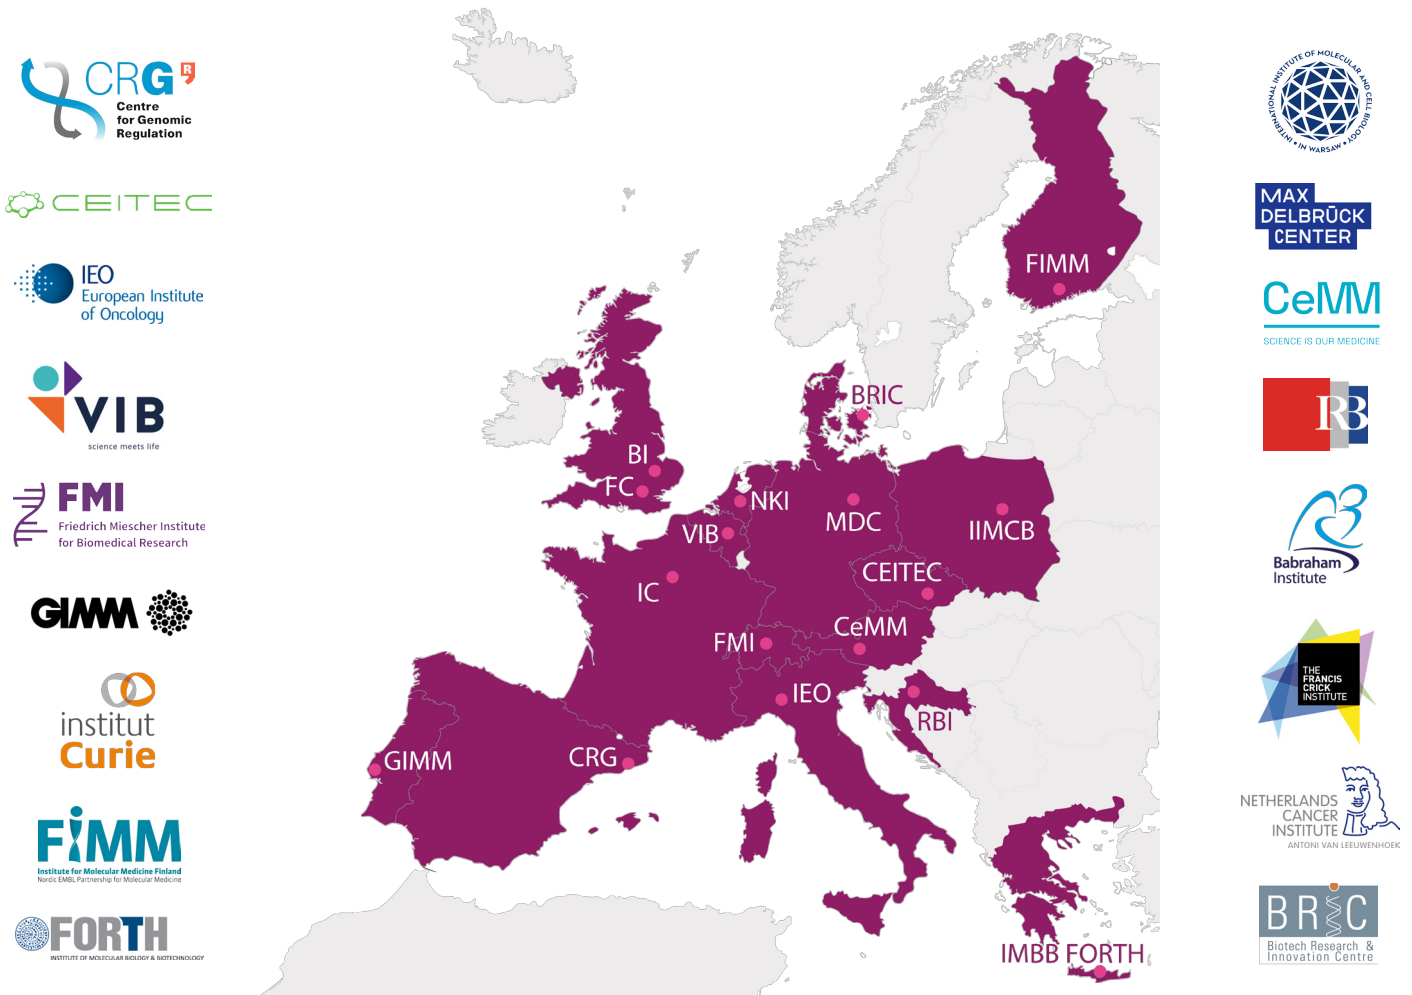 CRG R
Centre
for Genomic
Regulation
CEITEC
IEO
European Institute
of Oncology
VIB
science meets life
FMI
Friedrich Miescher Institute
for Biomedical Research
GIMM
institut
Curie
FiMM
Institute for Molecular Medicine Finland
Nordic EMBL Partnership for Molecular Medicine
FORTH
INSTITUTE OF MOLECULAR BIOLOGY & BIOTECHNOLOGY
FIMM
BRIC
BI
FC
NKI
MDC
VIB
IIMCB
CEITEC
IC
CeMM
FMI
IEO
RBI
GIMM
CRG
IMBB FORTH
INTERNATIONAL INSTITUTE OF MOLECULAR AND CELL BIOLOGY
• IN WARSAW •
MAX
DELBRÜCK
CENTER
CeMM
SCIENCE IS OUR MEDICINE
IRB
Babraham
Institute
THE
FRANCIS
CRICK
INSTITUTE
NETHERLANDS
CANCER
INSTITUTE
ANTONI VAN LEEUWENHOEK
BRiC
Biotech Research &
Innovation Centre